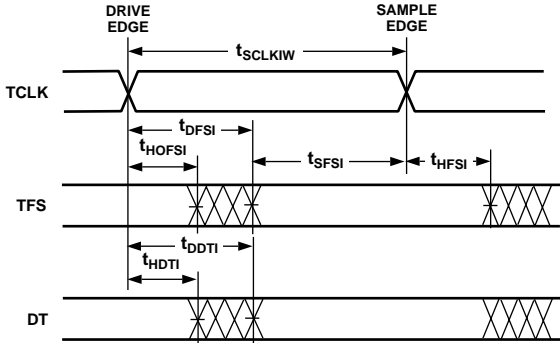 DRIVE
EDGE
SAMPLE
EDGE
tSCLKIW
TCLK
tDFSI
tHOFSI
tSFSI
tHFSI
TFS
tDDTI
tHDTI
DT